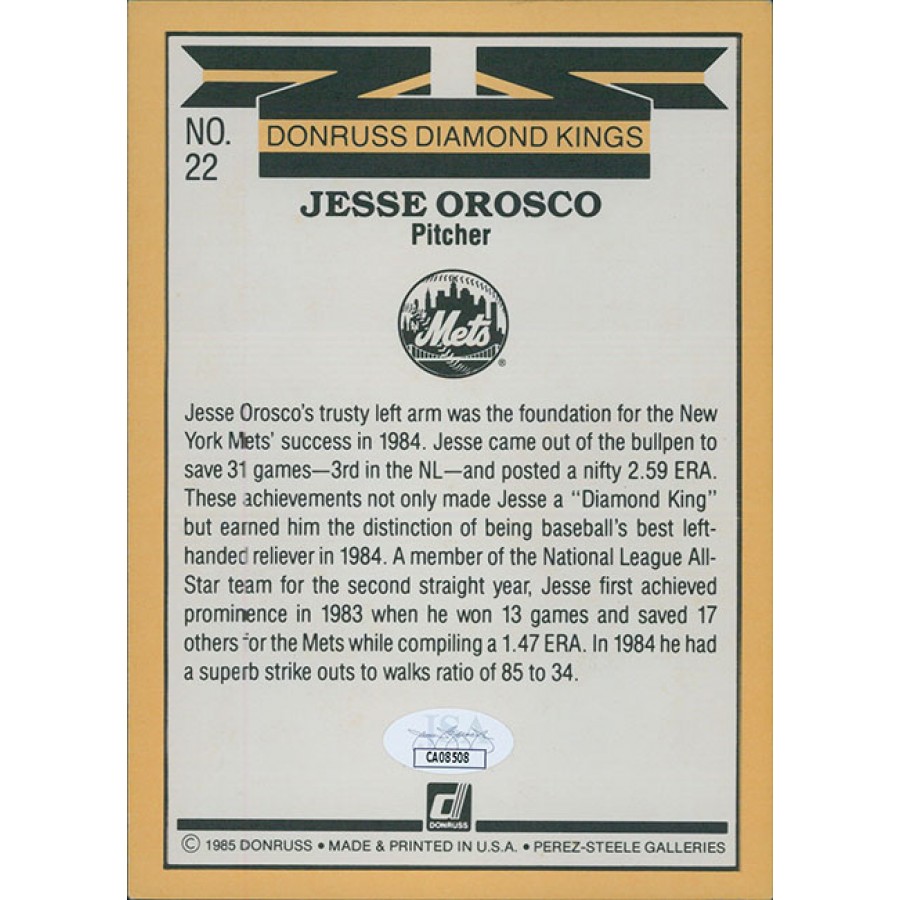 NO.
22
DONRUSS DIAMOND KINGS
JESSE OROSCO
Pitcher
Mets
®
Jesse Orosco's trusty left arm was the foundation for the New
York Mets' success in 1984. Jesse came out of the bullpen to
save 31 games—3rd in the NL—and posted a nifty 2.59 ERA.
These achievements not only made Jesse a "Diamond King"
but earned him the distinction of being baseball's best left-
handed reliever in 1984. A member of the National League All-
Star team for the second straight year, Jesse first achieved
prominence in 1983 when he won 13 games and saved 17
others for the Mets while compiling a 1.47 ERA. In 1984 he had
a superb strike outs to walks ratio of 85 to 34.
JSA
CA08508
d
DONRUSS
© 1985 DONRUSS • MADE & PRINTED IN U.S.A. • PEREZ-STEELE GALLERIES